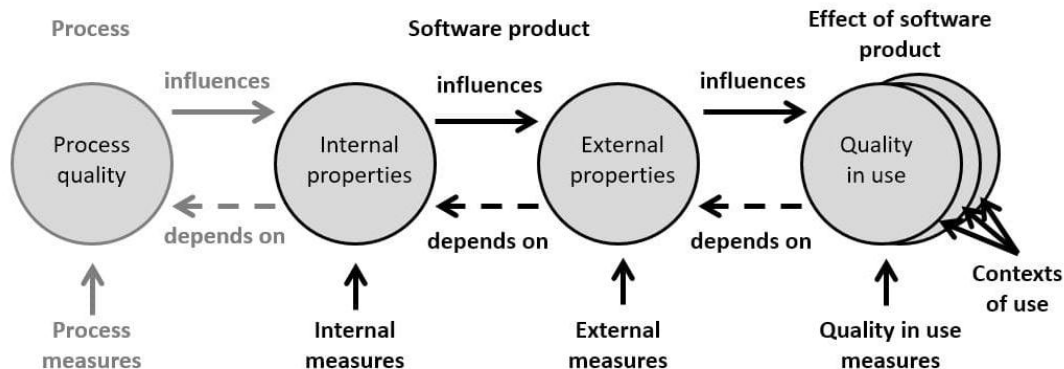 Process
Software product
Effect of software
product
influences
influences
influences
Process
quality
Internal
properties
External
properties
Quality
in use
depends on
depends on
depends on
Contexts
of use
Process
measures
Internal
measures
External
measures
Quality in use
measures